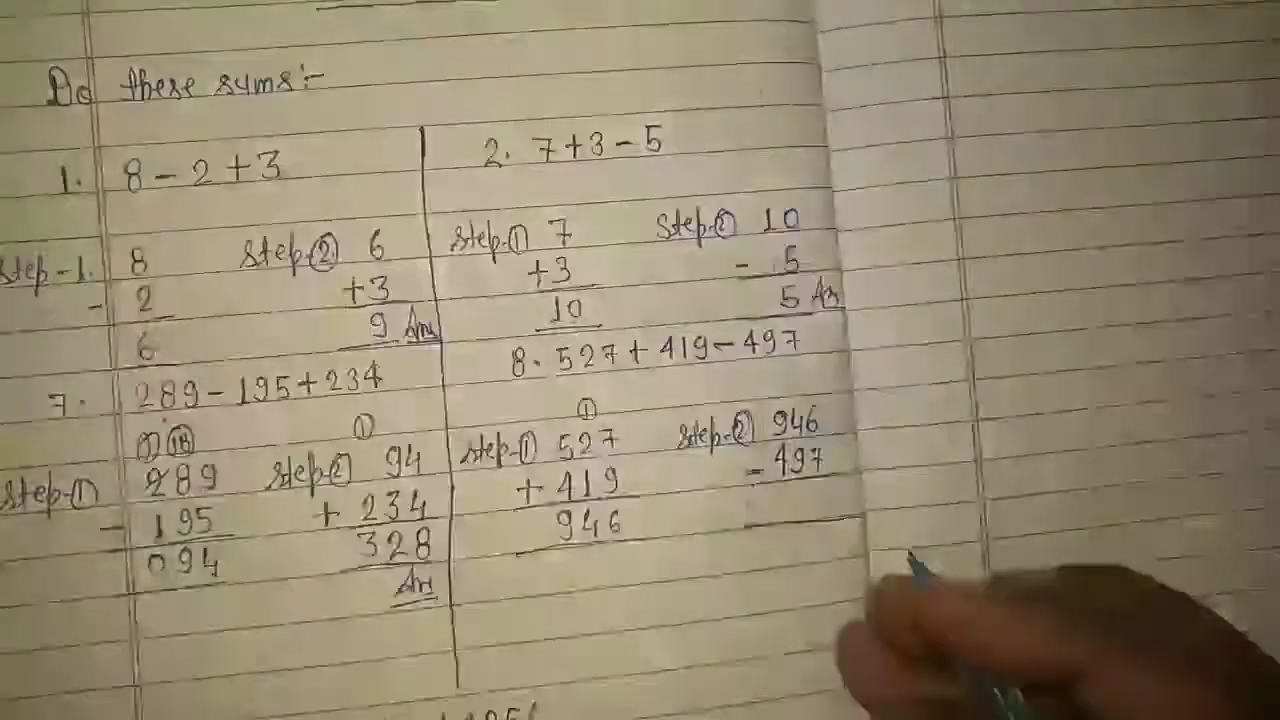 Do these sums:-
1. 8 - 2 + 3
Step-1. 8
- 2
6
Step-② 6
+3
9 Ans
2. 7+3-5
Step-① 7
+3
10
Step-② 10
- 5
5 Ans
7. 289 - 195 + 234
① ⑱
Step-① 289
- 195
094
①
Step-② 94
+ 234
328
Ans
8. 527 + 419 - 497
①
Step-① 527
+ 419
946
Step-② 946
- 497